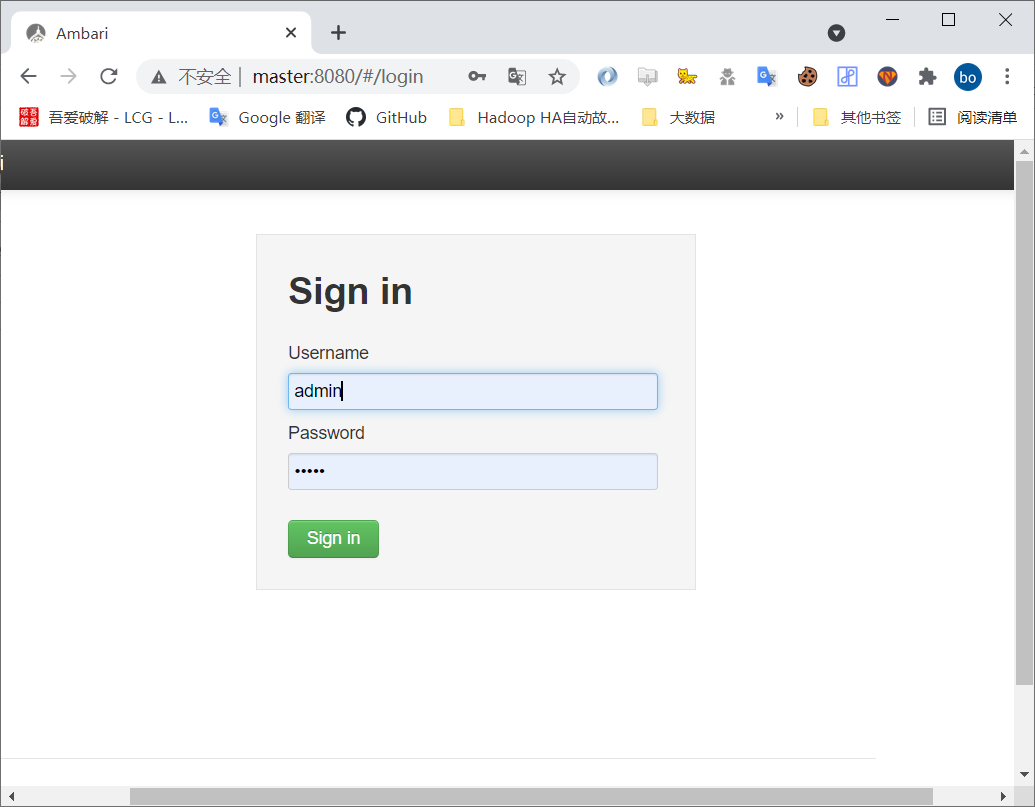 Ambari
不安全 | master:8080/#/login
bo
吾爱破解 - LCG - L... Google 翻译 GitHub Hadoop HA自动故... 大数据 » 其他书签 阅读清单
i
Sign in
Username
admin
Password
•••••
Sign in